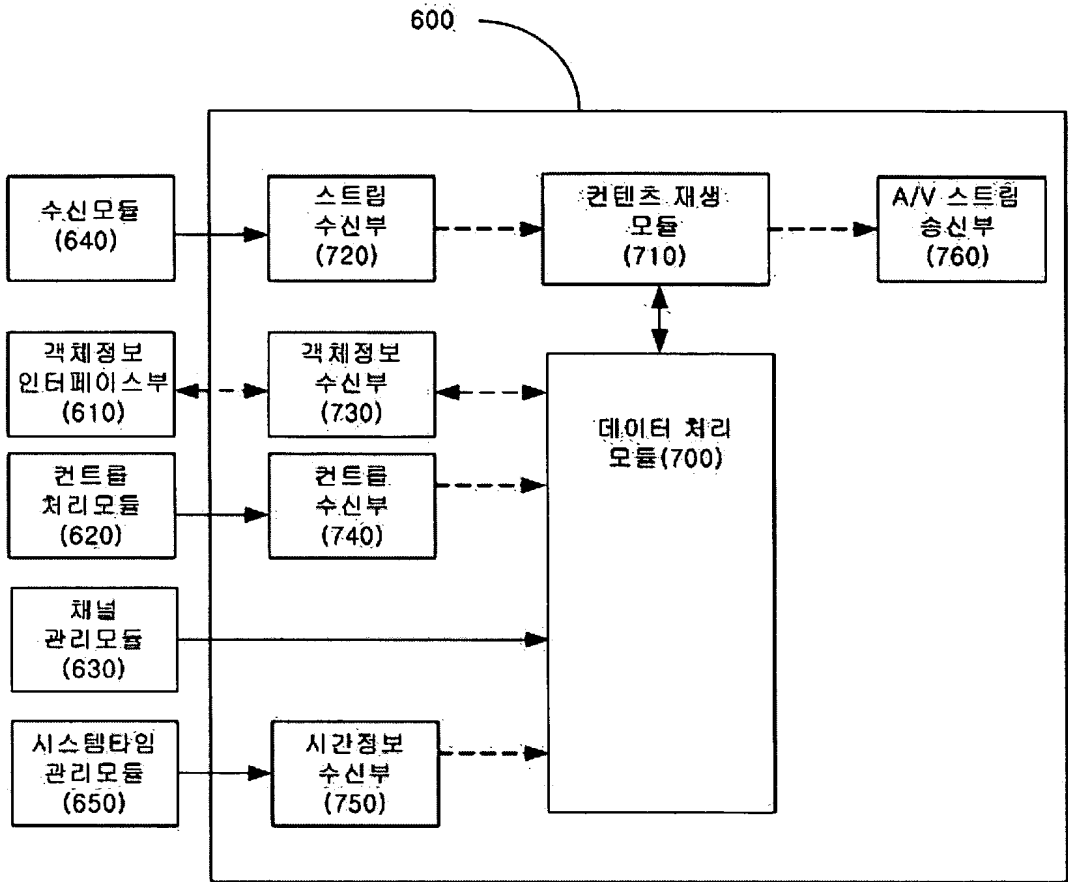 600
수신모듈
(640)
스트림
수신부
(720)
컨텐츠 재생
모듈
(710)
A/V 스트림
송신부
(760)
객체정보
인터페이스부
(610)
객체정보
수신부
(730)
데이터 처리
모듈(700)
컨트롤
처리모듈
(620)
컨트롤
수신부
(740)
채널
관리모듈
(630)
시스템타임
관리모듈
(650)
시간정보
수신부
(750)